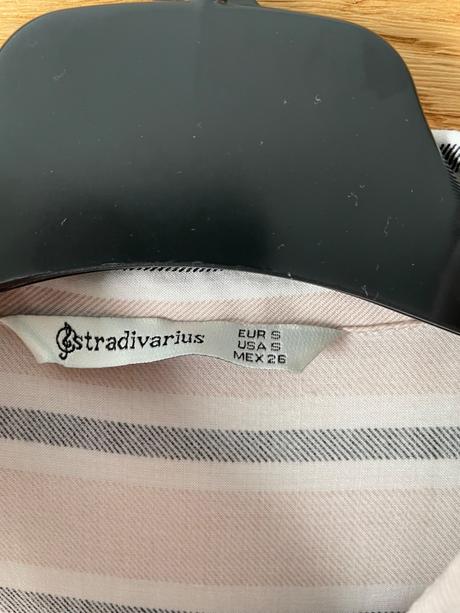 stradivarius
EUR S
USA S
MEX 26